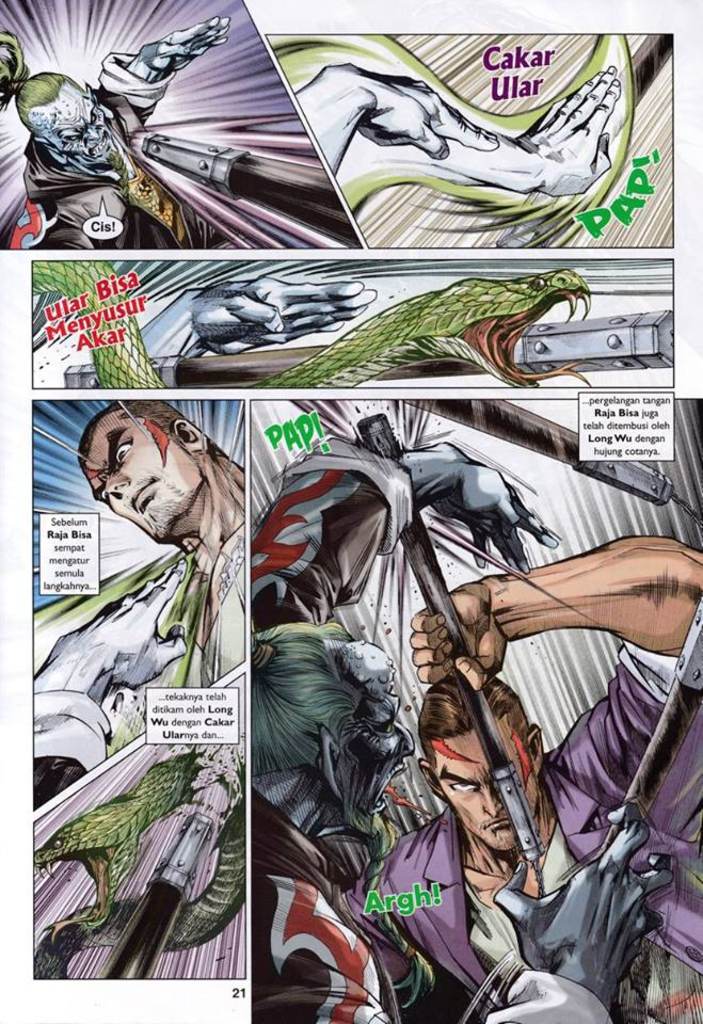 Cis!
Cakar
Ular
PAP!
Ular Bisa
Menyusur
Akar
Sebelum
Raja Bisa
sempat
mengatur
semula
langkahnya...
...tekaknya telah
ditikam oleh Long
Wu dengan Cakar
Ularnya dan...
PAP!
...pergelangan tangan
Raja Bisa juga
telah ditembusi oleh
Long Wu dengan
hujung cotanya.
Argh!
21